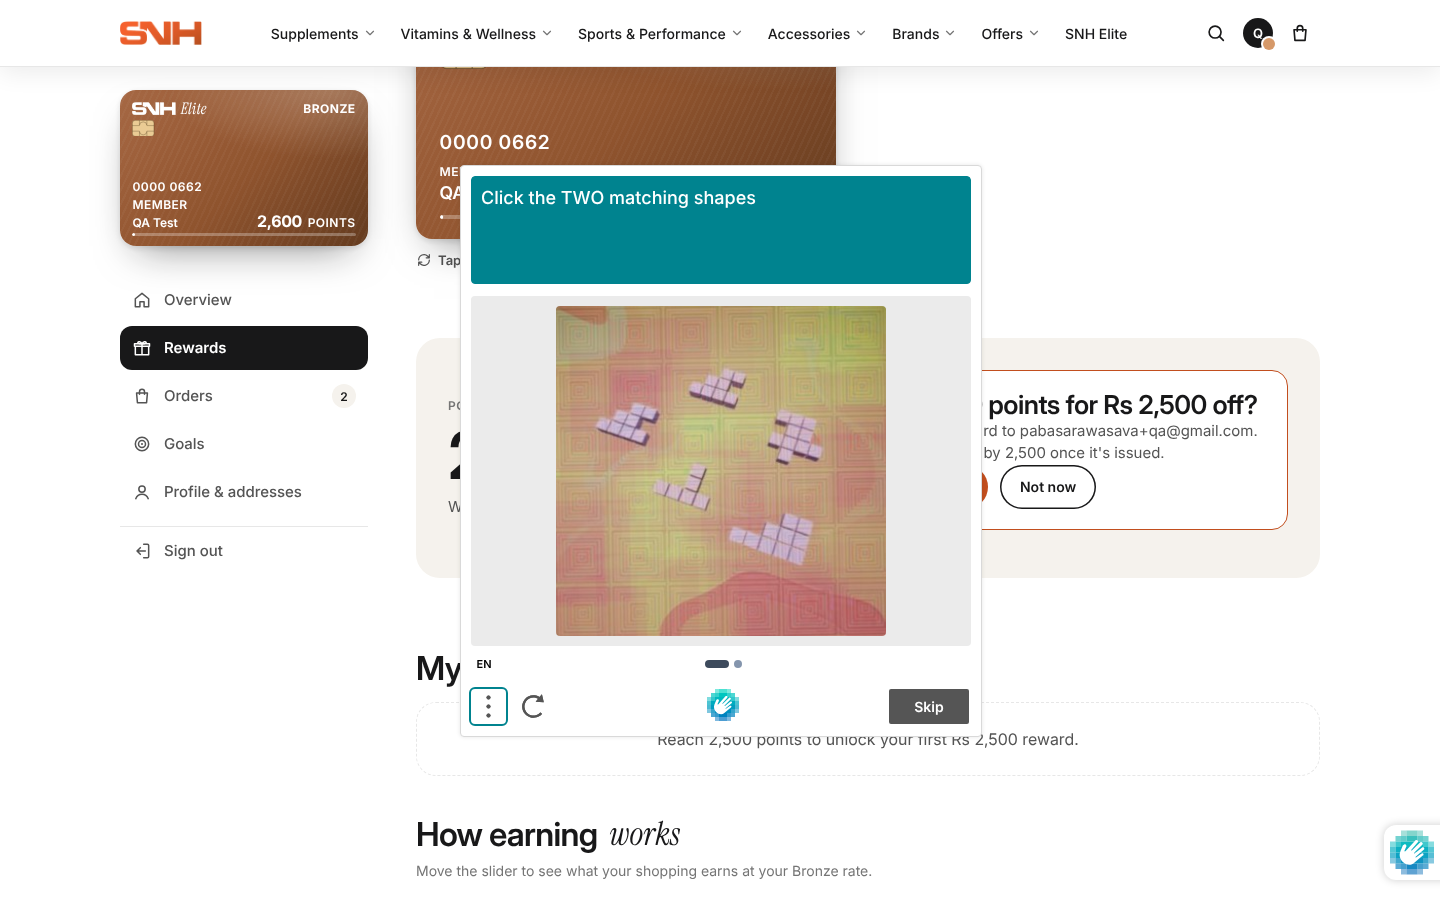 SNH
Supplements
Vitamins & Wellness
Sports & Performance
Accessories
Brands
Offers
SNH Elite
Q
SNH Elite
BRONZE
0000 0662
MEMBER
QA Test
2,600 POINTS
Overview
Rewards
Orders
2
Goals
Profile & addresses
Sign out
0000 0662
QA
Tap
Click the TWO matching shapes
EN
Skip
points for Rs 2,500 off?
rd to pabasarawasava+qa@gmail.com.
by 2,500 once it's issued.
Not now
My
Reach 2,500 points to unlock your first Rs 2,500 reward.
How earning works
Move the slider to see what your shopping earns at your Bronze rate.